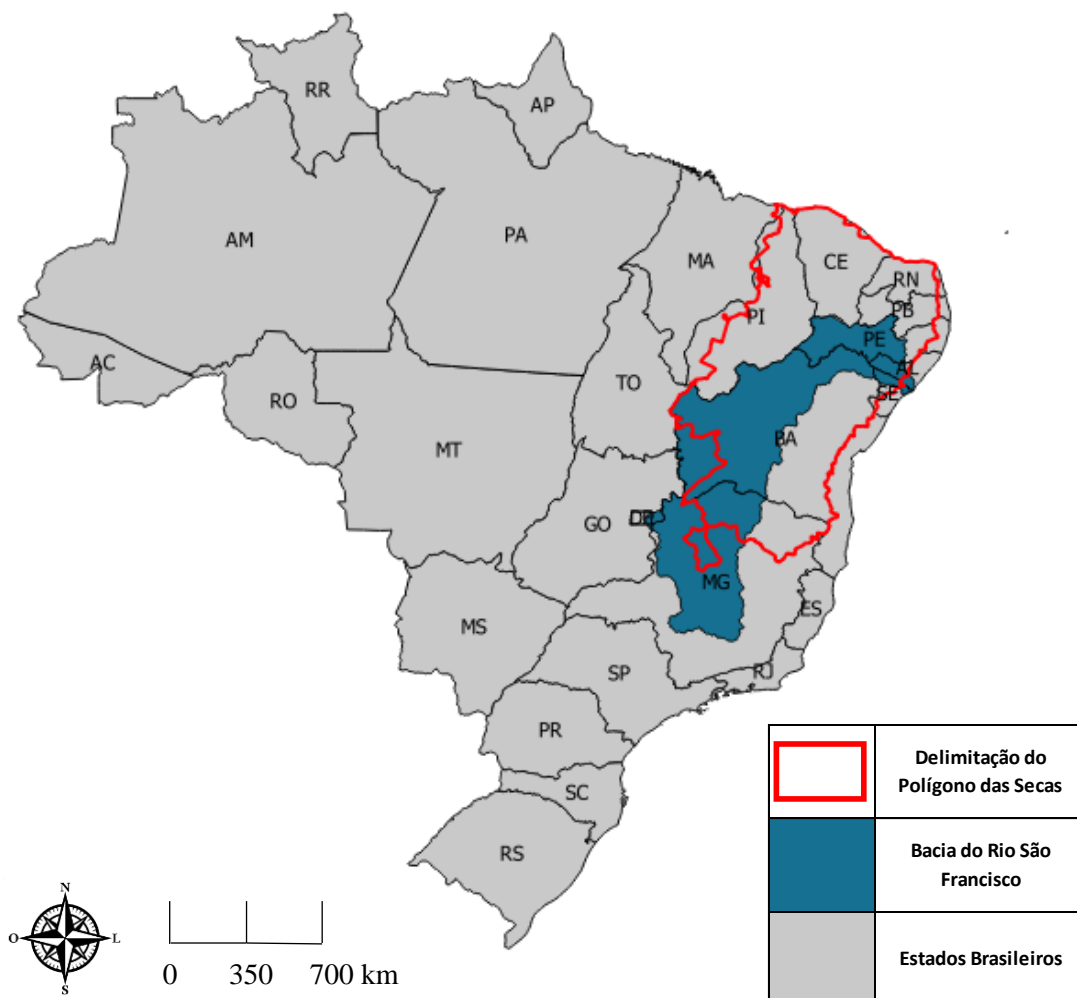 RR
AP
AM
PA
MA
CE
RN
PB
PI
PE
AL
SE
AC
RO
TO
BA
MT
GO
DF
MG
ES
MS
SP
RJ
PR
SC
RS
Delimitação do
Polígono das Secas
Bacia do Rio São
Francisco
Estados Brasileiros
N
O
L
S
0 350 700 km